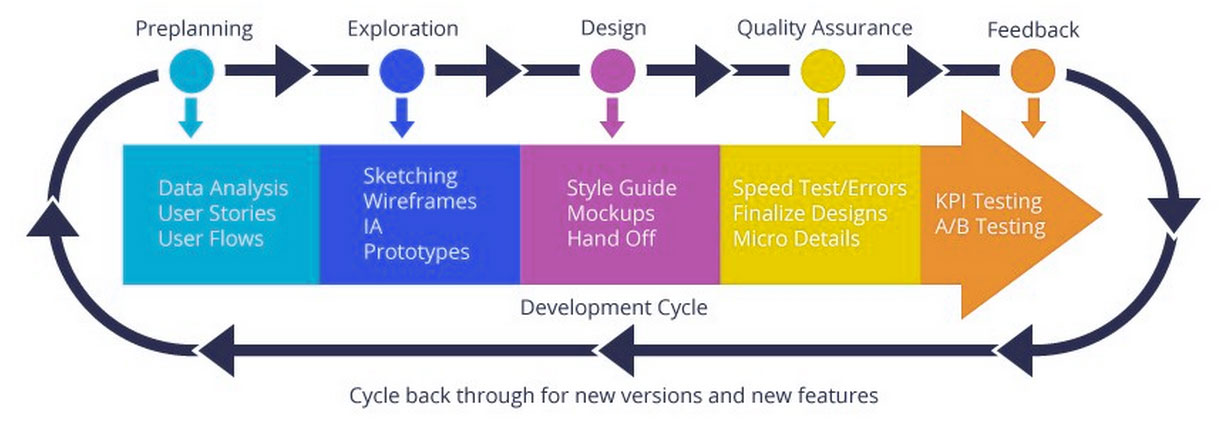 Preplanning
Exploration
Design
Quality Assurance
Feedback
Data Analysis
User Stories
User Flows
Sketching
Wireframes
IA
Prototypes
Style Guide
Mockups
Hand Off
Speed Test/Errors
Finalize Designs
Micro Details
KPI Testing
A/B Testing
Development Cycle
Cycle back through for new versions and new features